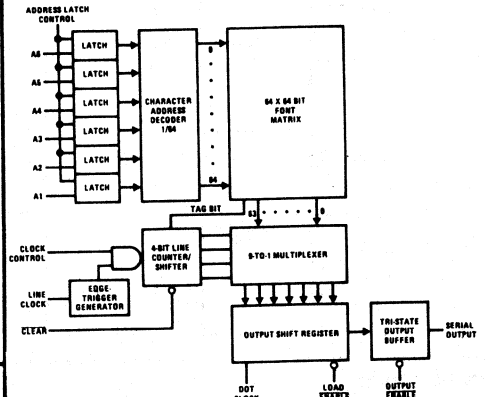 ADDRESS LATCH
CONTROL
A6
LATCH
A5
LATCH
A4
LATCH
A3
LATCH
A2
LATCH
A1
LATCH
CHARACTER
ADDRESS
DECODER
1/64
64
64 X 64 BIT
FONT
MATRIX
TAG BIT
63
0
CLOCK
CONTROL
4-BIT LINE
COUNTER/
SHIFTER
9-TO-1 MULTIPLEXER
LINE
CLOCK
EDGE-
TRIGGER
GENERATOR
CLEAR
OUTPUT SHIFT REGISTER
TRI-STATE
OUTPUT
BUFFER
SERIAL
OUTPUT
DOT
CLOCK
LOAD
ENABLE
OUTPUT
ENABLE